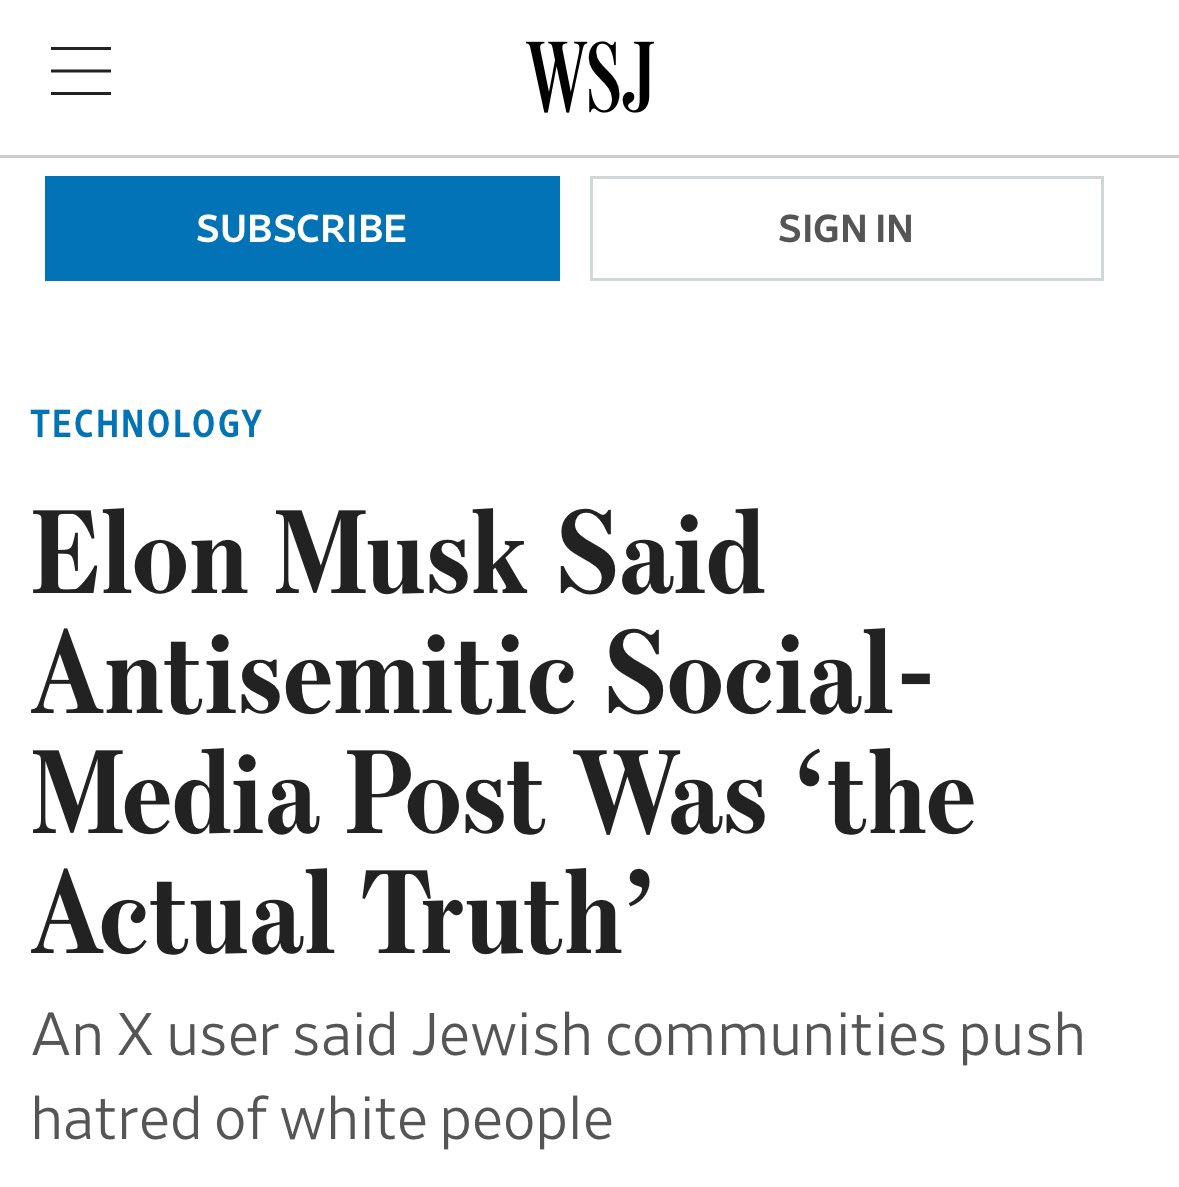 WSJ
SUBSCRIBE
SIGN IN
TECHNOLOGY
Elon Musk Said
Antisemitic Social-
Media Post Was ‘the
Actual Truth’
An X user said Jewish communities push
hatred of white people